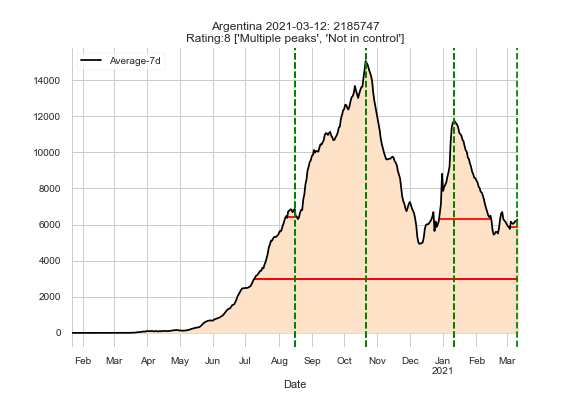 Argentina 2021-03-12: 2185747
Rating:8 ['Multiple peaks', 'Not in control']
Average-7d
14000
12000
10000
8000
6000
4000
2000
0
Feb Mar Apr May Jun Jul Aug Sep Oct Nov Dec Jan Feb Mar
2021
Date